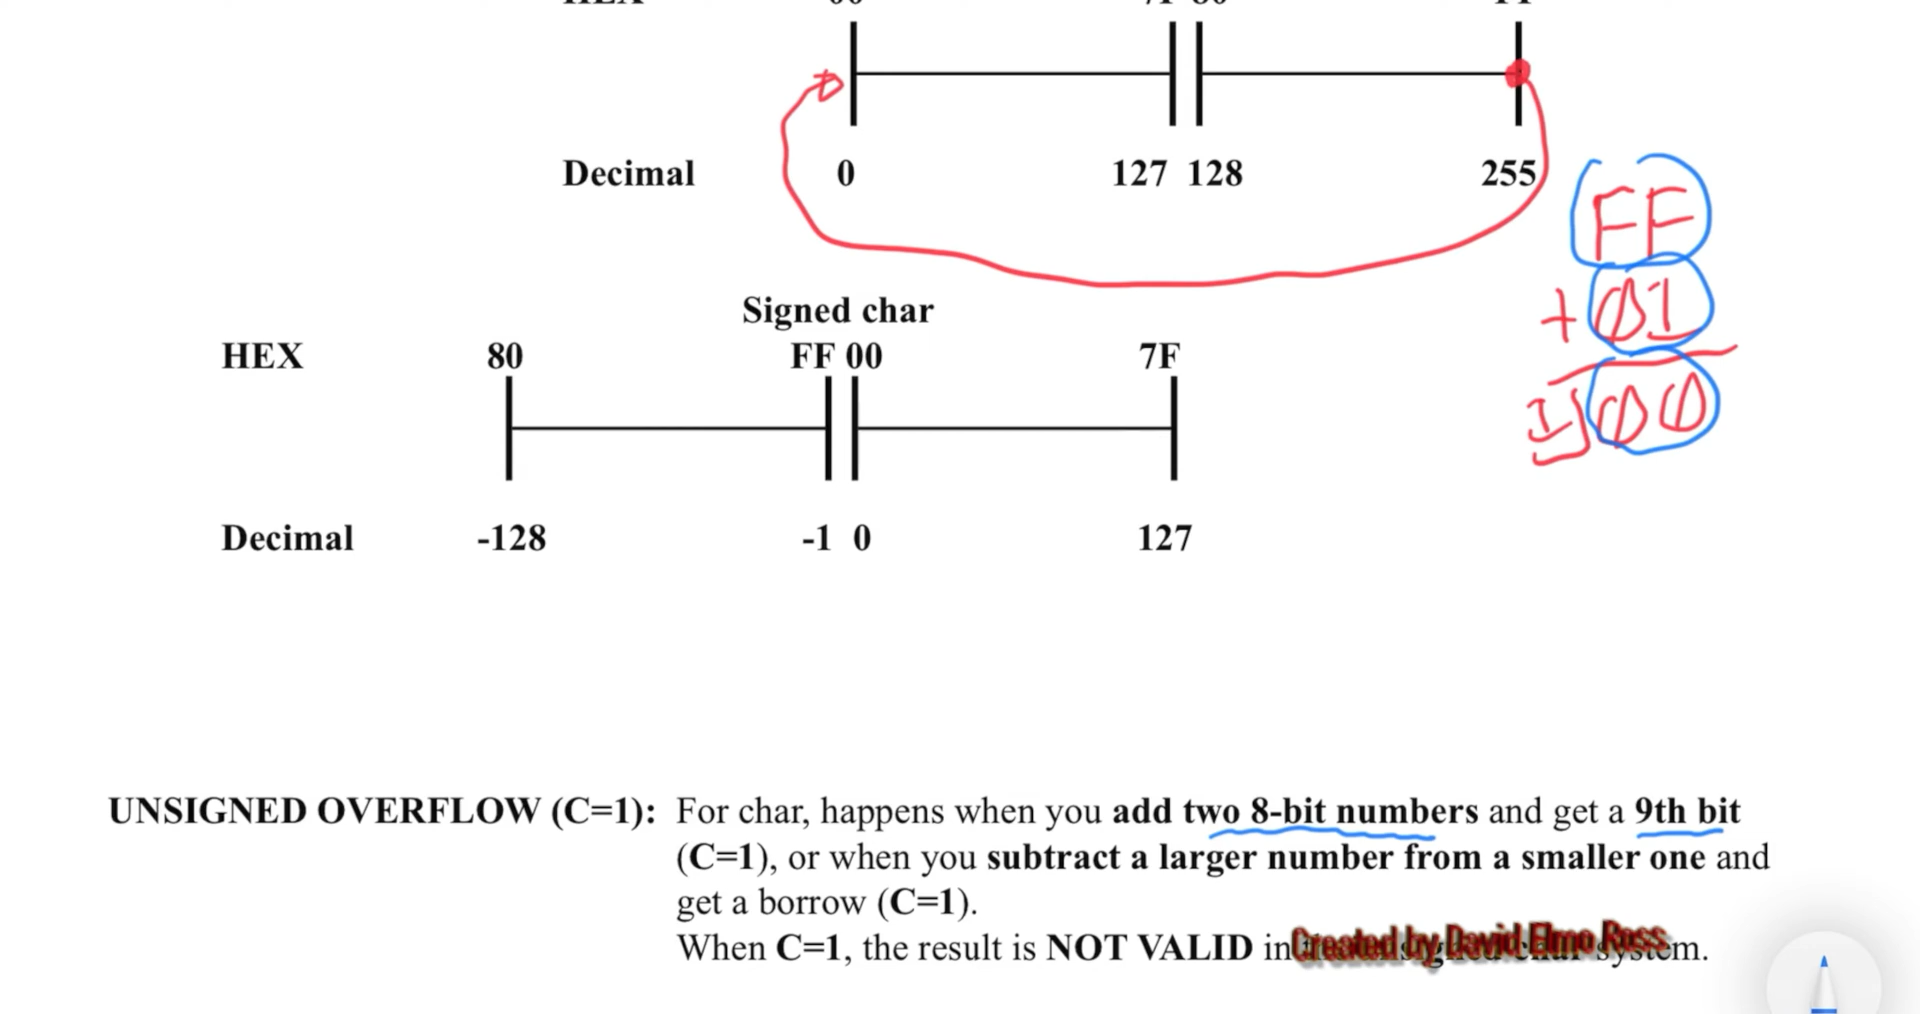 Decimal 0 127 128 255
FF
+01
1 00
Signed char
HEX 80 FF 00 7F
Decimal -128 -1 0 127
UNSIGNED OVERFLOW (C=1): For char, happens when you add two 8-bit numbers and get a 9th bit
(C=1), or when you subtract a larger number from a smaller one and
get a borrow (C=1).
When C=1, the result is NOT VALID in system.
Created by David Elmo Ross